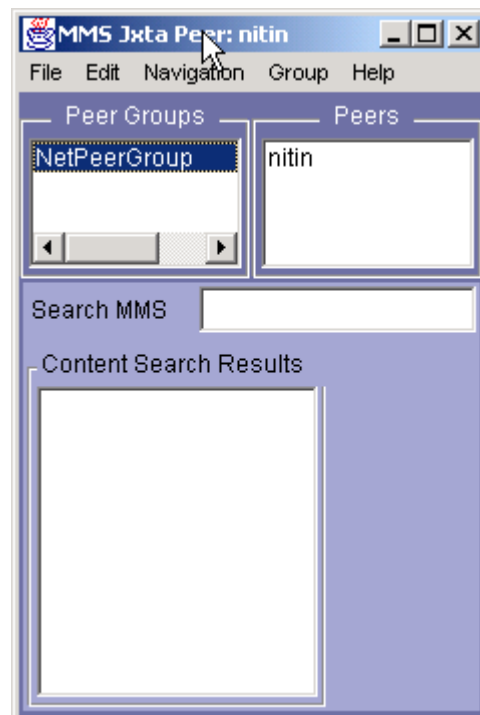 MMS Jxta Peer: nitin
File Edit Navigation Group Help
Peer Groups Peers
NetPeerGroup nitin
Search MMS
Content Search Results